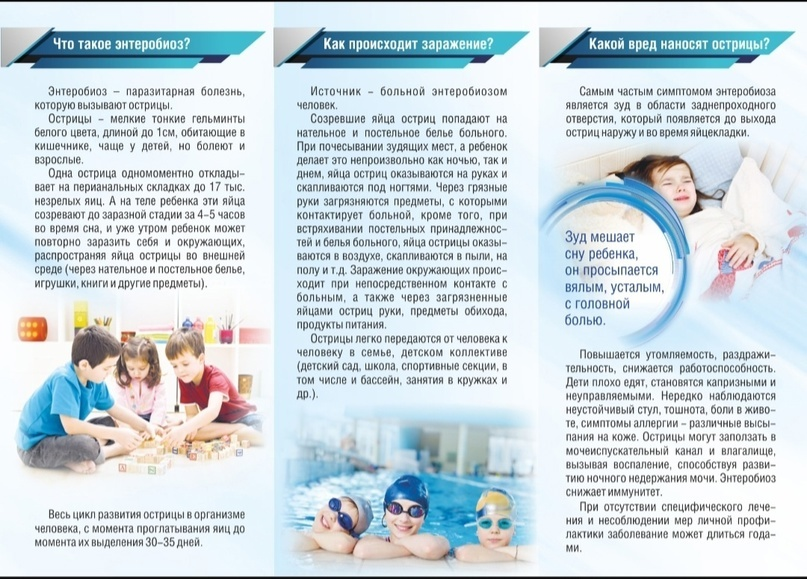 Что такое энтеробиоз?
Энтеробиоз – паразитарная болезнь,
которую вызывают острицы.
Острицы – мелкие тонкие гельминты
белого цвета, длиной до 1см, обитающие в
кишечнике, чаще у детей, но болеют и
взрослые.
Одна острица одномоментно отклады-
вает на перианальных складках до 17 тыс.
незрелых яиц. А на теле ребенка эти яйца
созревают до заразной стадии за 4–5 часов
во время сна, и уже утром ребенок может
повторно заразить себя и окружающих,
распространяя яйца острицы во внешней
среде (через нательное и постельное белье,
игрушки, книги и другие предметы).
Весь цикл развития острицы в организме
человека, с момента проглатывания яиц до
момента их выделения 30–35 дней.
Как происходит заражение?
Источник – больной энтеробиозом
человек.
Созревшие яйца остриц попадают на
нательное и постельное белье больного.
При почесывании зудящих мест, а ребенок
делает это непроизвольно как ночью, так и
днем, яйца остриц оказываются на руках и
скапливаются под ногтями. Через грязные
руки загрязняются предметы, с которыми
контактирует больной, кроме того, при
встряхивании постельных принадлежнос-
тей и белья больного, яйца остриц оказы-
ваются в воздухе, скапливаются в пыли, на
полу и т.д. Заражение окружающих проис-
ходит при непосредственном контакте с
больным, а также через загрязненные
яйцами остриц руки, предметы обихода,
продукты питания.
Острицы легко передаются от человека к
человеку в семье, детском коллективе
(детский сад, школа, спортивные секции, в
том числе и бассейн, занятия в кружках и
др.).
Какой вред наносят острицы?
Самым частым симптомом энтеробиоза
является зуд в области заднепроходного
отверстия, который появляется до выхода
остриц наружу и во время яйцекладки.
Зуд мешает
сну ребенка,
он просыпается
вялым, усталым,
с головной
болью.
Повышается утомляемость, раздражи-
тельность, снижается работоспособность.
Дети плохо едят, становятся капризными и
неуправляемыми. Нередко наблюдаются
неустойчивый стул, тошнота, боли в живо-
те, симптомы аллергии – различные высы-
пания на коже. Острицы могут заползать в
мочеиспускательный канал и влагалище,
вызывая воспаление, способствуя разви-
тию ночного недержания мочи. Энтеробиоз
снижает иммунитет.
При отсутствии специфического лече-
ния и несоблюдении мер личной профи-
лактики заболевание может длиться года-
ми.